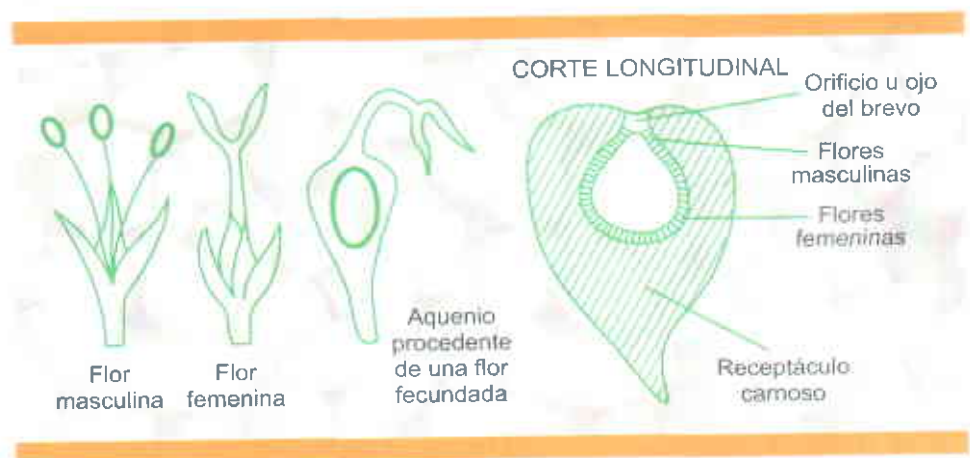 CORTE LONGITUDINAL
Orificio u ojo
del brevo
Flores
masculinas
Flores
femeninas
Receptáculo
carnoso
Aquenio
procedente
de una flor
fecundada
Flor
masculina
Flor
femenina